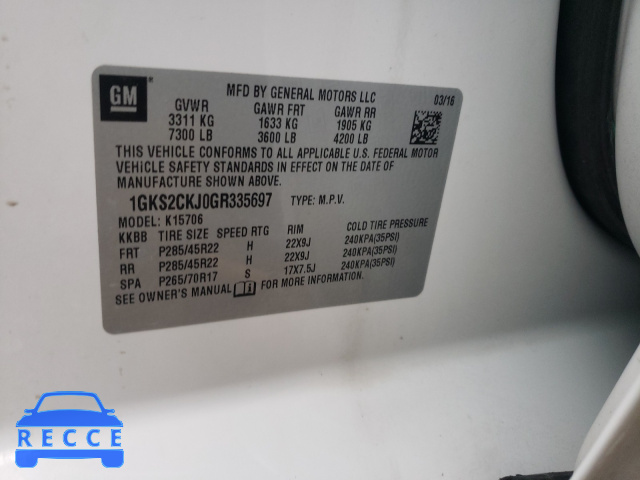 GM
MFD BY GENERAL MOTORS LLC
03/16
GVWR GAWR FRT GAWR RR
3311 KG 1633 KG 1905 KG
7300 LB 3600 LB 4200 LB
THIS VEHICLE CONFORMS TO ALL APPLICABLE U.S. FEDERAL MOTOR
VEHICLE SAFETY STANDARDS IN EFFECT ON THE DATE OF
MANUFACTURE SHOWN ABOVE.
1GKS2CKJ0GR335697 TYPE: M.P.V.
MODEL: K15706
KKBB TIRE SIZE SPEED RTG RIM COLD TIRE PRESSURE
FRT P285/45R22 H 22X9J 240KPA(35PSI)
RR P285/45R22 H 22X9J 240KPA(35PSI)
SPA P265/70R17 S 17X7.5J 240KPA(35PSI)
SEE OWNER'S MANUAL FOR MORE INFORMATION.
RECCE